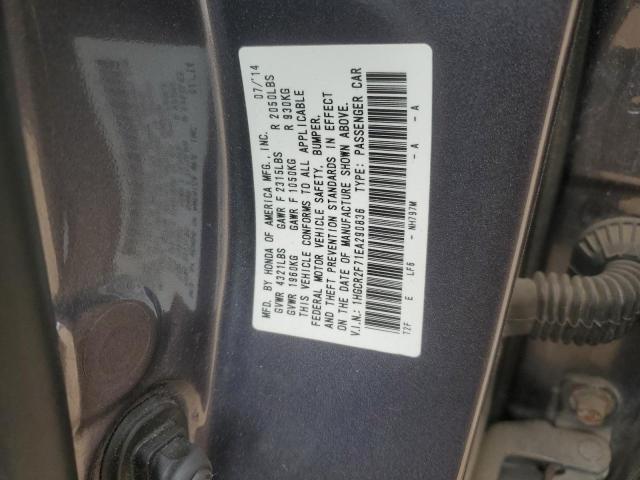 MFD. BY HONDA OF AMERICA MFG., INC. 07/'14
GVWR 4321LBS GAWR F 2315LBS R 2050LBS
GVWR 1960KG GAWR F 1050KG R 930KG
THIS VEHICLE CONFORMS TO ALL APPLICABLE
FEDERAL MOTOR VEHICLE SAFETY, BUMPER,
AND THEFT PREVENTION STANDARDS IN EFFECT
ON THE DATE OF MANUFACTURE SHOWN ABOVE.
V.I.N.: 1HGCR2F71EA290836 TYPE: PASSENGER CAR
T2F E LF6 - NH797M - A - A